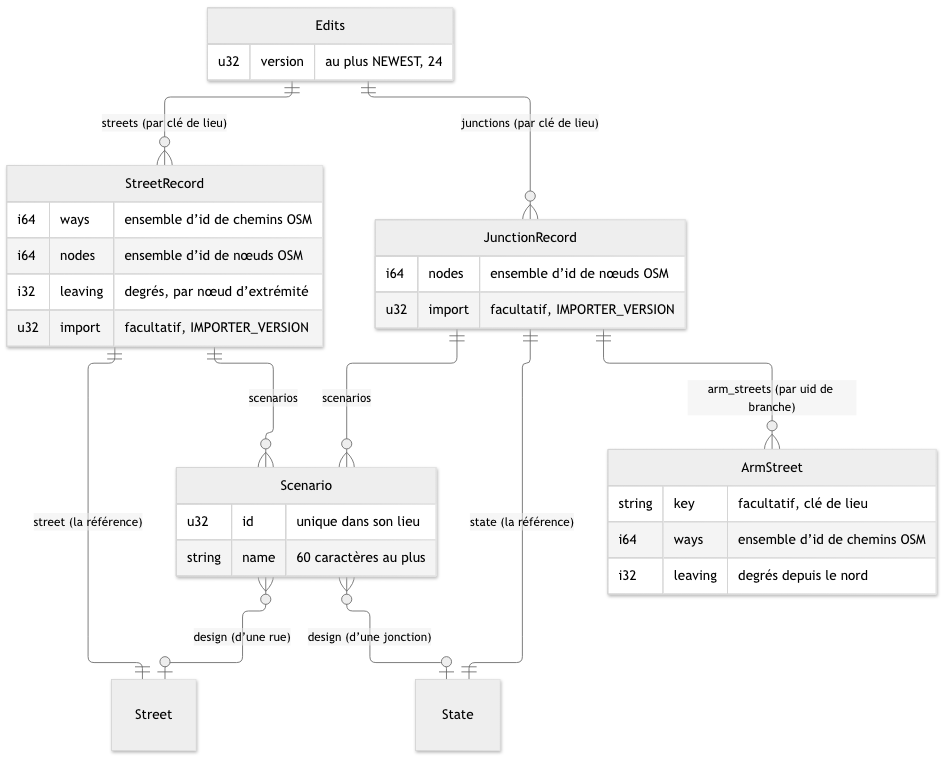 Edits
u32 version au plus NEWEST, 24
streets (par clé de lieu)
junctions (par clé de lieu)
StreetRecord
i64 ways ensemble d’id de chemins OSM
i64 nodes ensemble d’id de nœuds OSM
i32 leaving degrés, par nœud d’extrémité
u32 import facultatif, IMPORTER_VERSION
JunctionRecord
i64 nodes ensemble d’id de nœuds OSM
u32 import facultatif, IMPORTER_VERSION
scenarios
scenarios
arm_streets (par uid de
branche)
Scenario
u32 id unique dans son lieu
string name 60 caractères au plus
ArmStreet
string key facultatif, clé de lieu
i64 ways ensemble d’id de chemins OSM
i32 leaving degrés depuis le nord
street (la référence)
state (la référence)
design (d’une rue)
design (d’une jonction)
Street
State